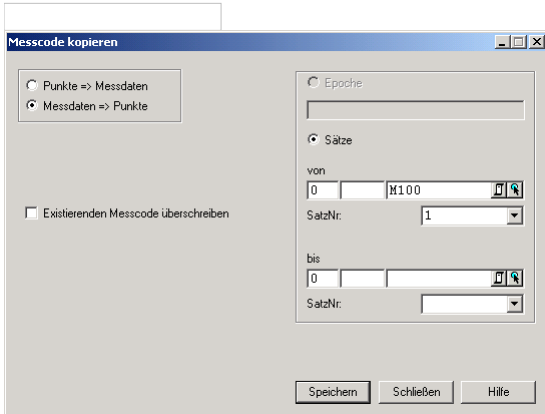 Messcode kopieren
Punkte => Messdaten
Messdaten => Punkte
Existierenden Messcode überschreiben
Epoche
Sätze
von
0 M100
SatzNr. 1
bis
0
SatzNr.
Speichern Schließen Hilfe